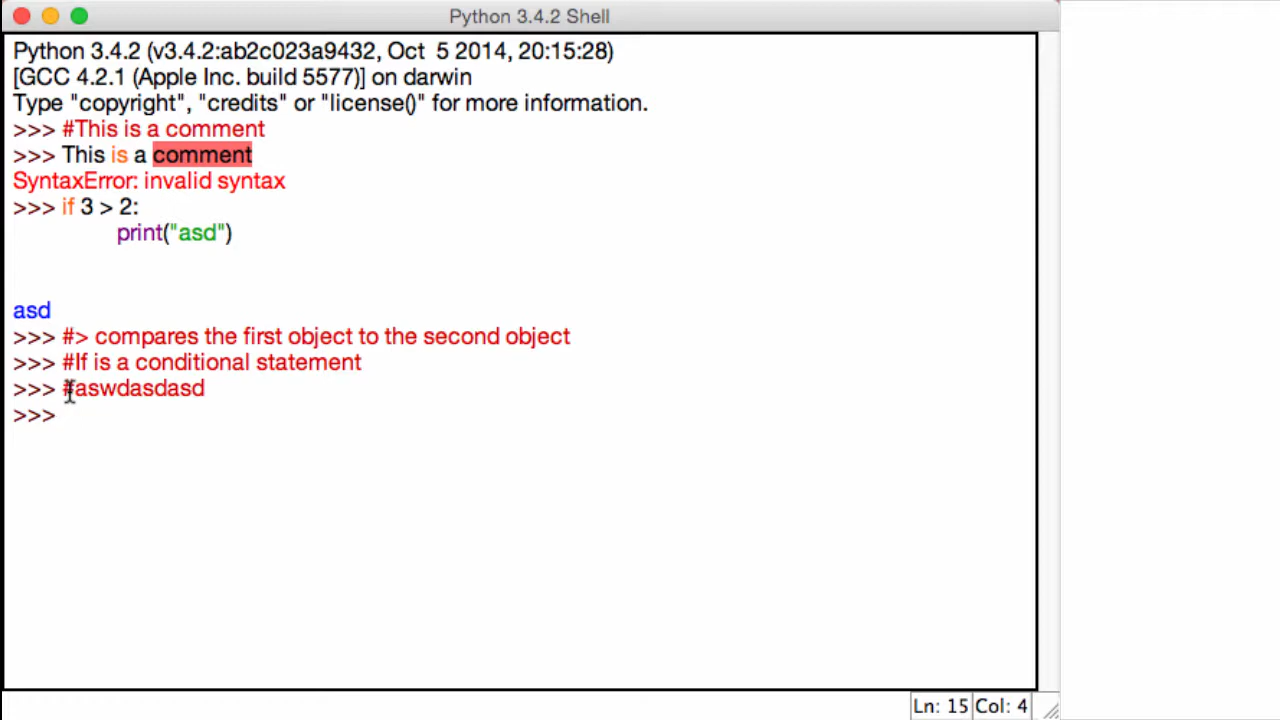 Python 3.4.2 Shell
Python 3.4.2 (v3.4.2:ab2c023a9432, Oct  5 2014, 20:15:28)
[GCC 4.2.1 (Apple Inc. build 5577)] on darwin
Type "copyright", "credits" or "license()" for more information.
>>> #This is a comment
>>> This is a comment
SyntaxError: invalid syntax
>>> if 3 > 2:
print("asd")
asd
>>> #> compares the first object to the second object
>>> #If is a conditional statement
>>> #aswdasdasd
>>>
Ln: 15 Col: 4